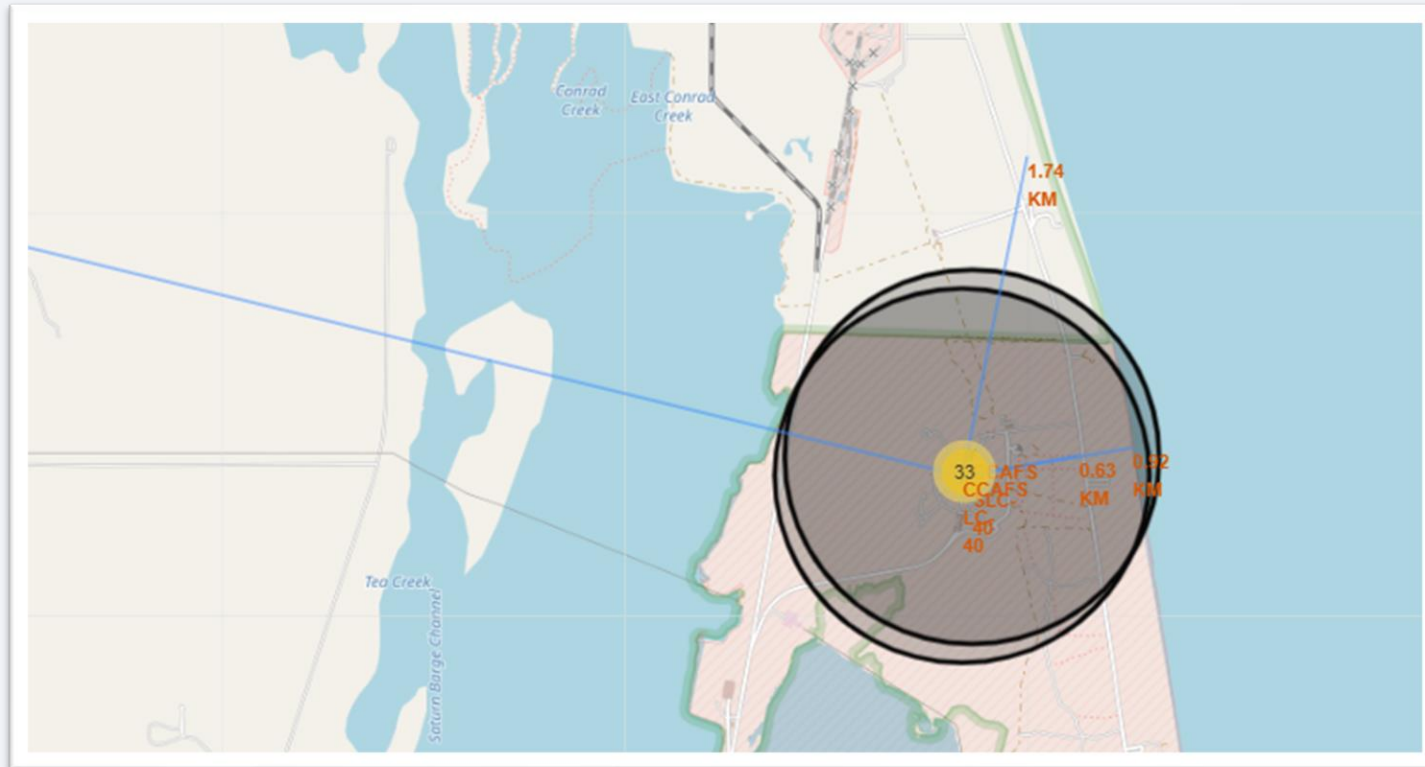 Conrad
Creek
East Conrad
Creek
1.74
KM
33
CCAFS
LC-
40
CAFS
SLC-
40
0.63
KM
0.92
KM
Tea Creek
Saturn Barge Channel